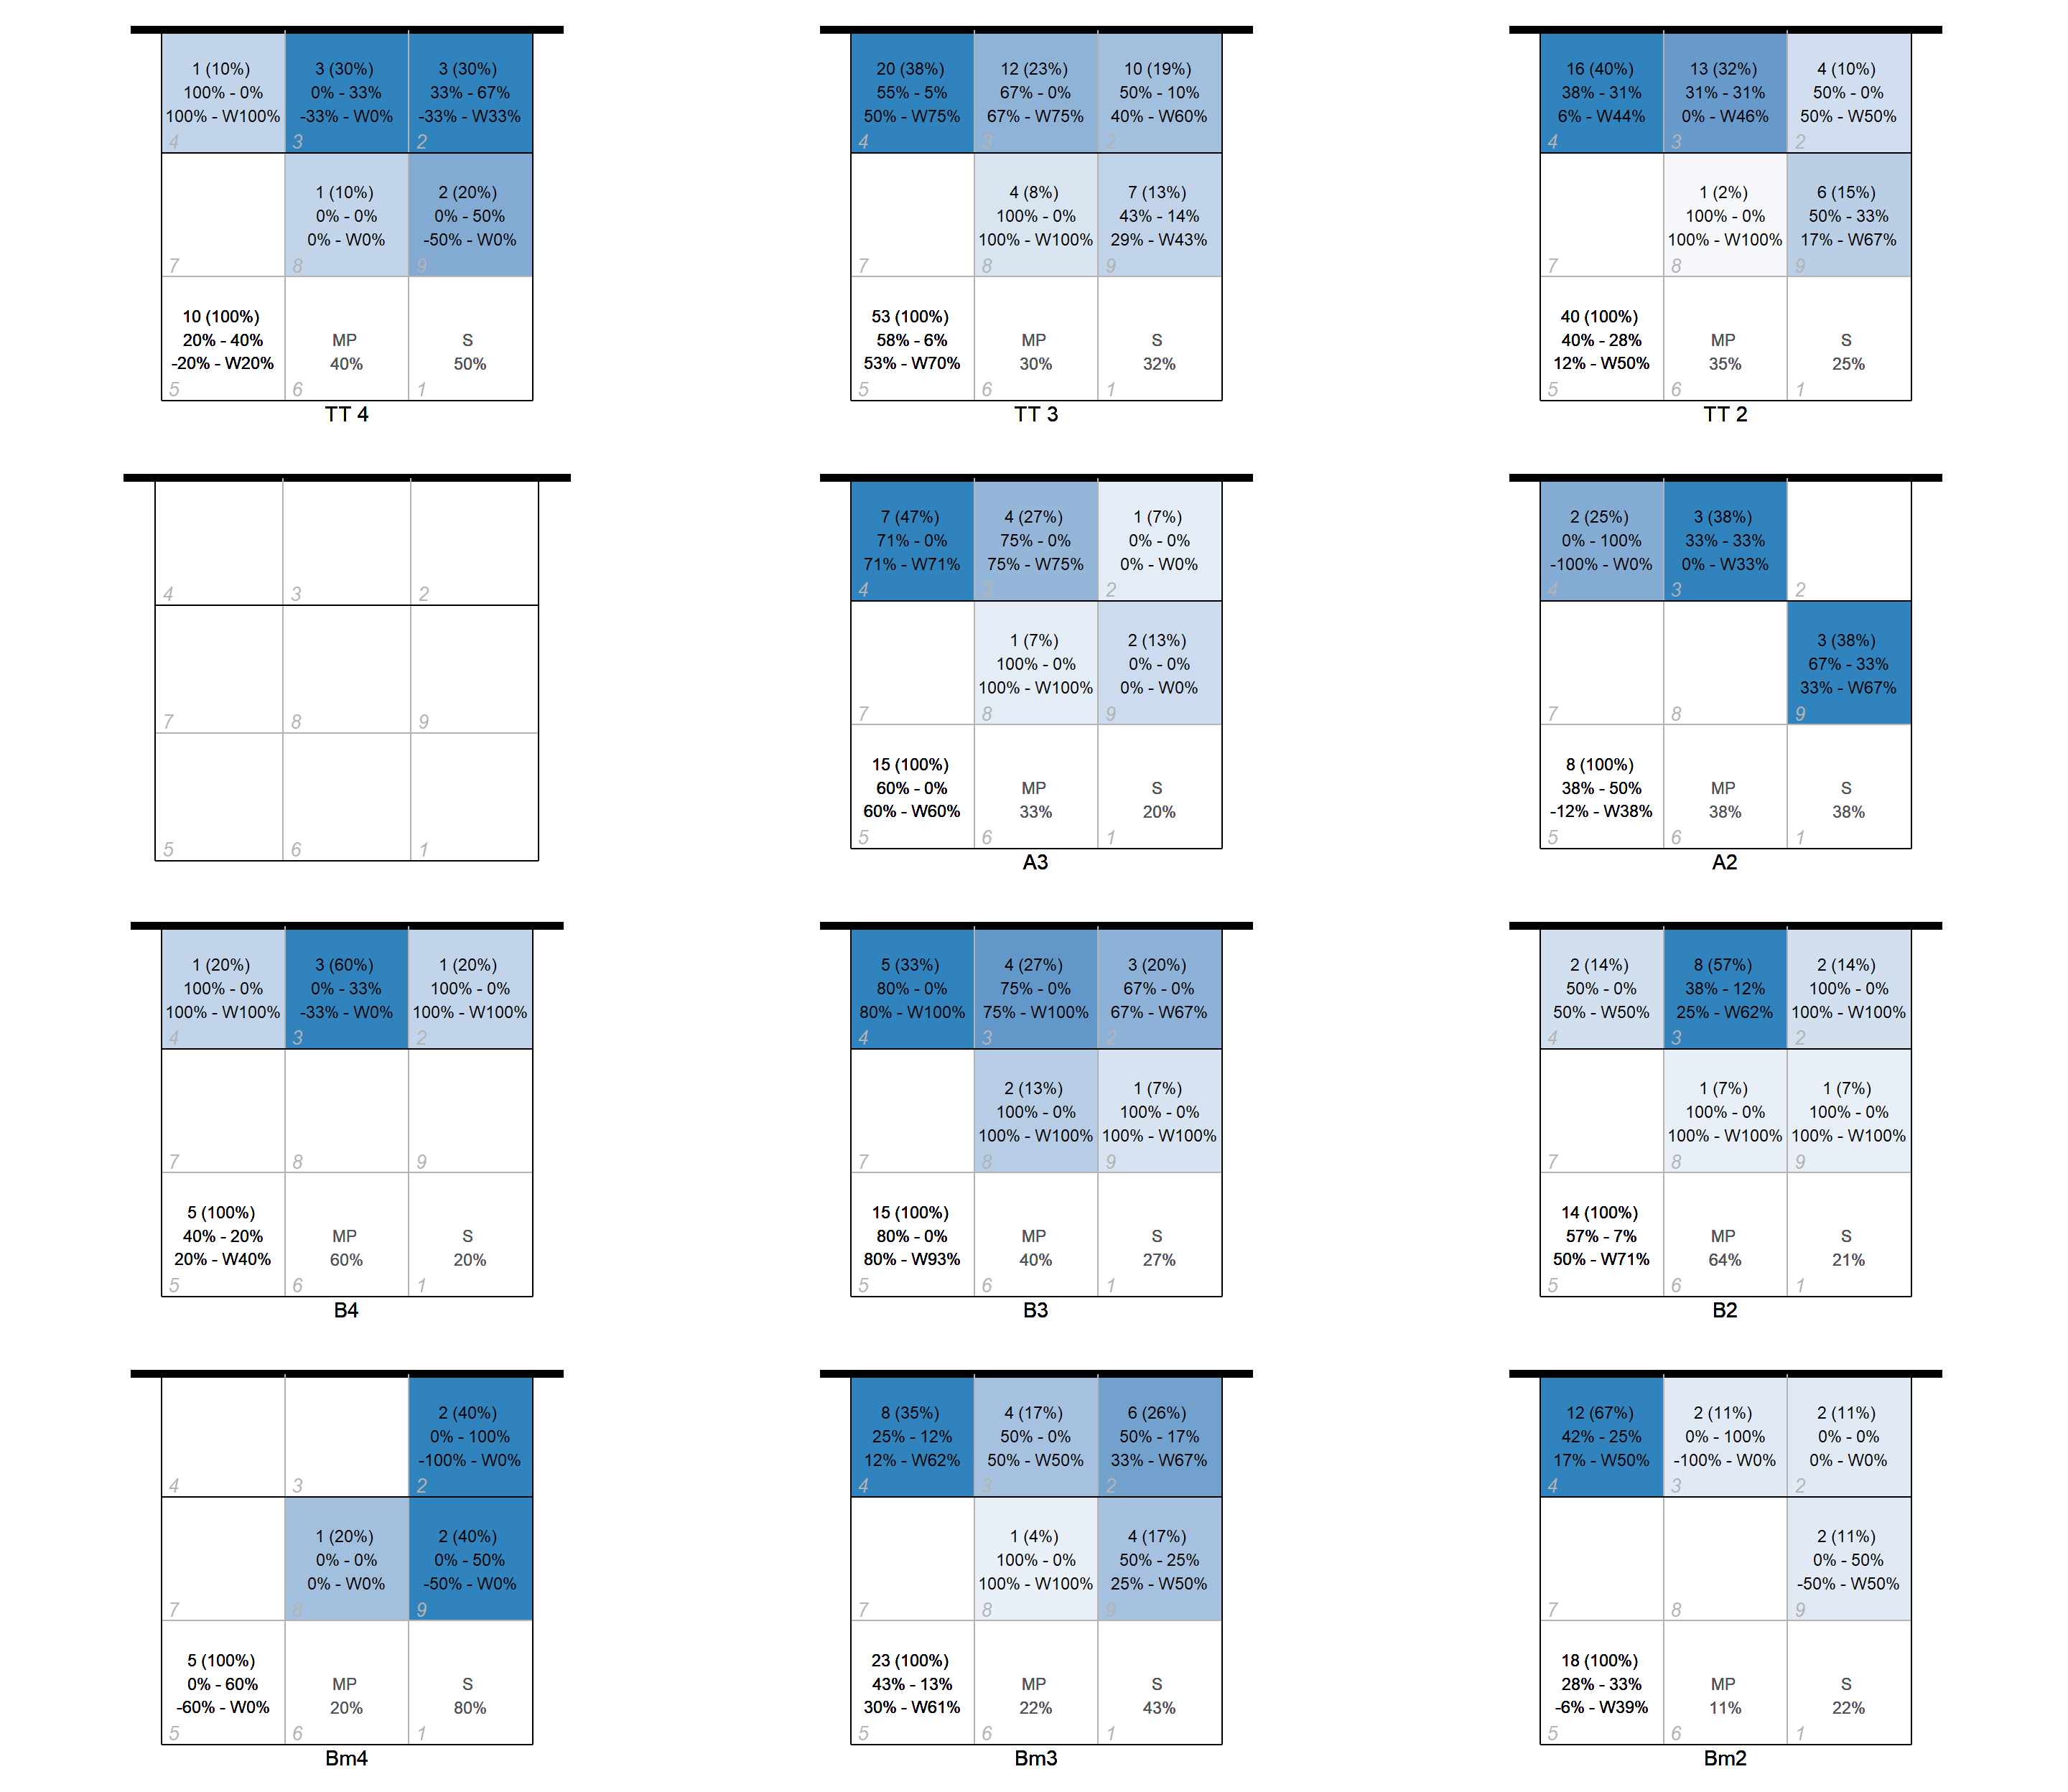 1 (10%)
100% - 0%
100% - W100%
4
3 (30%)
0% - 33%
-33% - W0%
3
3 (30%)
33% - 67%
-33% - W33%
2
7
1 (10%)
0% - 0%
0% - W0%
8
2 (20%)
0% - 50%
-50% - W0%
9
10 (100%)
20% - 40%
-20% - W20%
5
MP
40%
6
S
50%
1
TT 4
20 (38%)
55% - 5%
50% - W75%
4
12 (23%)
67% - 0%
67% - W75%
3
10 (19%)
50% - 10%
40% - W60%
2
7
4 (8%)
100% - 0%
100% - W100%
8
7 (13%)
43% - 14%
29% - W43%
9
53 (100%)
58% - 6%
53% - W70%
5
MP
30%
6
S
32%
1
TT 3
16 (40%)
38% - 31%
6% - W44%
4
13 (32%)
31% - 31%
0% - W46%
3
4 (10%)
50% - 0%
50% - W50%
2
7
1 (2%)
100% - 0%
100% - W100%
8
6 (15%)
50% - 33%
17% - W67%
9
40 (100%)
40% - 28%
12% - W50%
5
MP
35%
6
S
25%
1
TT 2
4
3
2
7
8
9
5
6
1
7 (47%)
71% - 0%
71% - W71%
4
4 (27%)
75% - 0%
75% - W75%
3
1 (7%)
0% - 0%
0% - W0%
2
7
1 (7%)
100% - 0%
100% - W100%
8
2 (13%)
0% - 0%
0% - W0%
9
15 (100%)
60% - 0%
60% - W60%
5
MP
33%
6
S
20%
1
A3
2 (25%)
0% - 100%
-100% - W0%
4
3 (38%)
33% - 33%
0% - W33%
3
2
7
8
3 (38%)
67% - 33%
33% - W67%
9
8 (100%)
38% - 50%
-12% - W38%
5
MP
38%
6
S
38%
1
A2
1 (20%)
100% - 0%
100% - W100%
4
3 (60%)
0% - 33%
-33% - W0%
3
1 (20%)
100% - 0%
100% - W100%
2
7
8
9
5 (100%)
40% - 20%
20% - W40%
5
MP
60%
6
S
20%
1
B4
5 (33%)
80% - 0%
80% - W100%
4
4 (27%)
75% - 0%
75% - W100%
3
3 (20%)
67% - 0%
67% - W67%
2
7
2 (13%)
100% - 0%
100% - W100%
8
1 (7%)
100% - 0%
100% - W100%
9
15 (100%)
80% - 0%
80% - W93%
5
MP
40%
6
S
27%
1
B3
2 (14%)
50% - 0%
50% - W50%
4
8 (57%)
38% - 12%
25% - W62%
3
2 (14%)
100% - 0%
100% - W100%
2
7
1 (7%)
100% - 0%
100% - W100%
8
1 (7%)
100% - 0%
100% - W100%
9
14 (100%)
57% - 7%
50% - W71%
5
MP
64%
6
S
21%
1
B2
4
3
2 (40%)
0% - 100%
-100% - W0%
2
7
1 (20%)
0% - 0%
0% - W0%
8
2 (40%)
0% - 50%
-50% - W0%
9
5 (100%)
0% - 60%
-60% - W0%
5
MP
20%
6
S
80%
1
Bm4
8 (35%)
25% - 12%
12% - W62%
4
4 (17%)
50% - 0%
50% - W50%
3
6 (26%)
50% - 17%
33% - W67%
2
7
1 (4%)
100% - 0%
100% - W100%
8
4 (17%)
50% - 25%
25% - W50%
9
23 (100%)
43% - 13%
30% - W61%
5
MP
22%
6
S
43%
1
Bm3
12 (67%)
42% - 25%
17% - W50%
4
2 (11%)
0% - 100%
-100% - W0%
3
2 (11%)
0% - 0%
0% - W0%
2
7
8
2 (11%)
0% - 50%
-50% - W50%
9
18 (100%)
28% - 33%
-6% - W39%
5
MP
11%
6
S
22%
1
Bm2